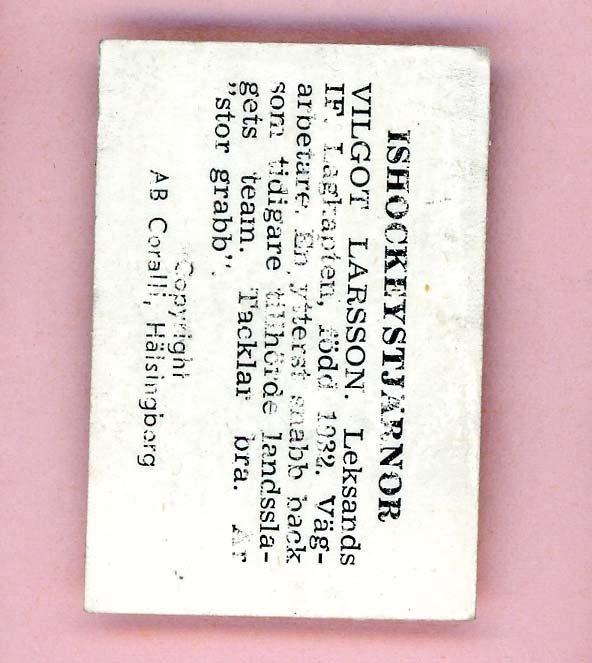 ISHOCKEYSTJÄRNOR
VILGOT LARSSON. Leksands
IF. Lagkapten, född 1932. Väg-
arbetare. En ytterst snabb back
som tidigare tillhörde landssla-
gets team. Tacklar bra. Är
"stor grabb".
Copyright
AB Coralli, Hälsingborg